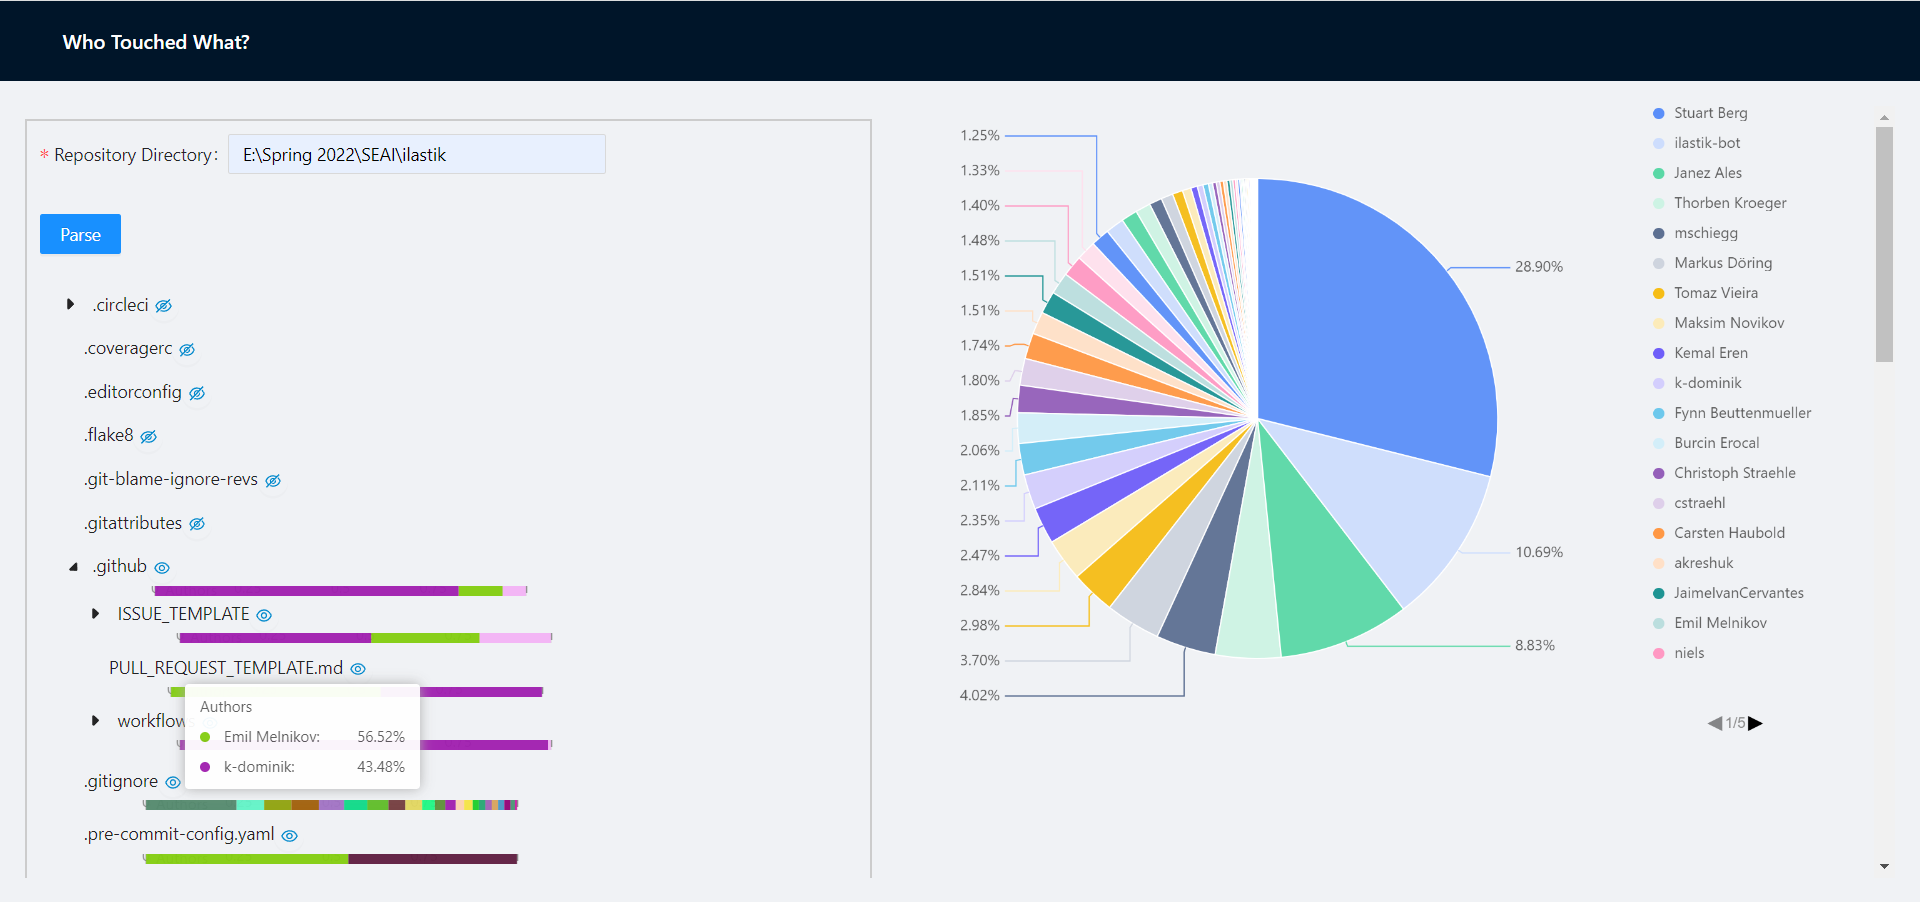 Who Touched What?
* Repository Directory: E:\Spring 2022\SEAI\ilastik
Parse
.circleci
.coveragerc
.editorconfig
.flake8
.git-blame-ignore-revs
.gitattributes
.github
ISSUE_TEMPLATE
PULL_REQUEST_TEMPLATE.md
workflow
Authors
Emil Melnikov: 56.52%
k-dominik: 43.48%
.gitignore
.pre-commit-config.yaml
1.25%
1.33%
1.40%
1.48%
1.51%
1.51%
1.74%
1.80%
1.85%
2.06%
2.11%
2.35%
2.47%
2.84%
2.98%
3.70%
4.02%
28.90%
10.69%
8.83%
Stuart Berg
ilastik-bot
Janez Ales
Thorben Kroeger
mschiegg
Markus Döring
Tomaz Vieira
Maksim Novikov
Kemal Eren
k-dominik
Fynn Beuttenmueller
Burcin Erocal
Christoph Straehle
cstraehl
Carsten Haubold
akreshuk
JaimeIvanCervantes
Emil Melnikov
niels
1/5